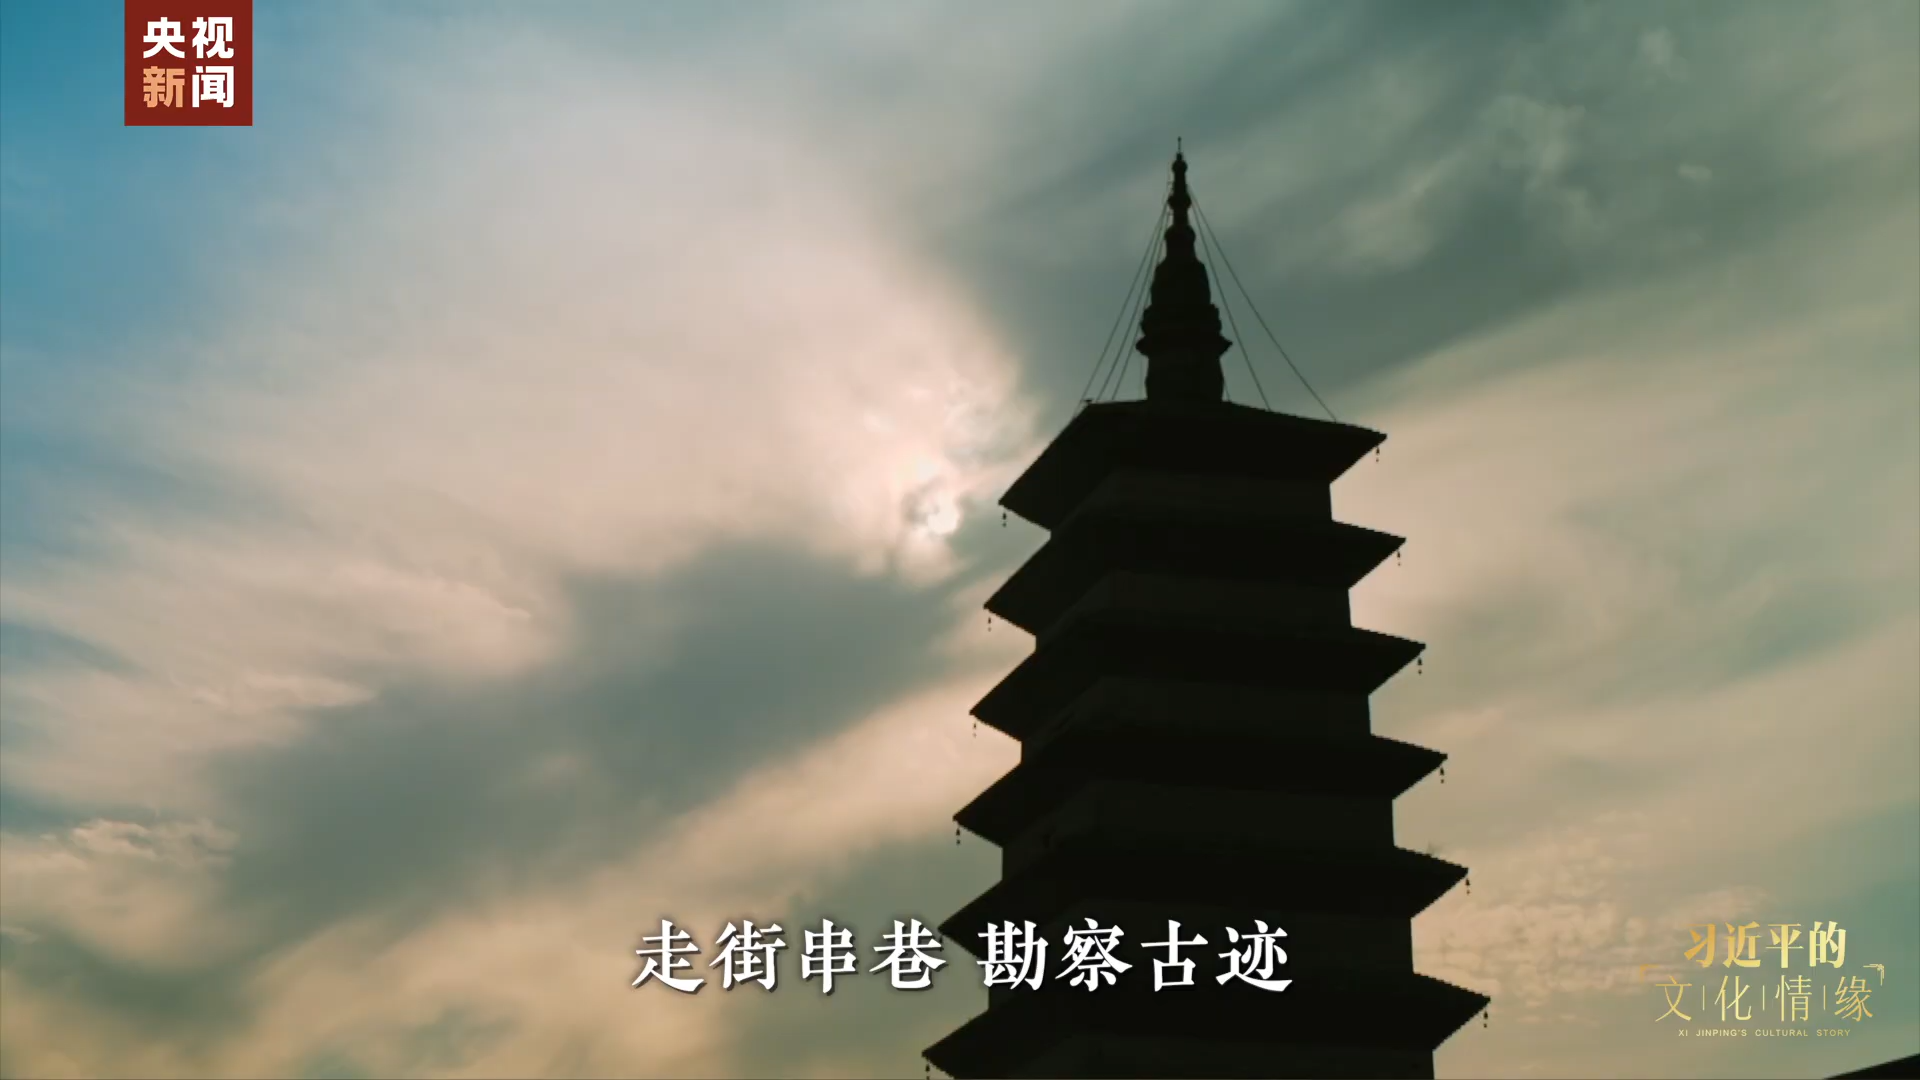 央视
新闻
走街串巷 勘察古迹
习近平的
文化情缘
XI JINPING'S CULTURAL STORY